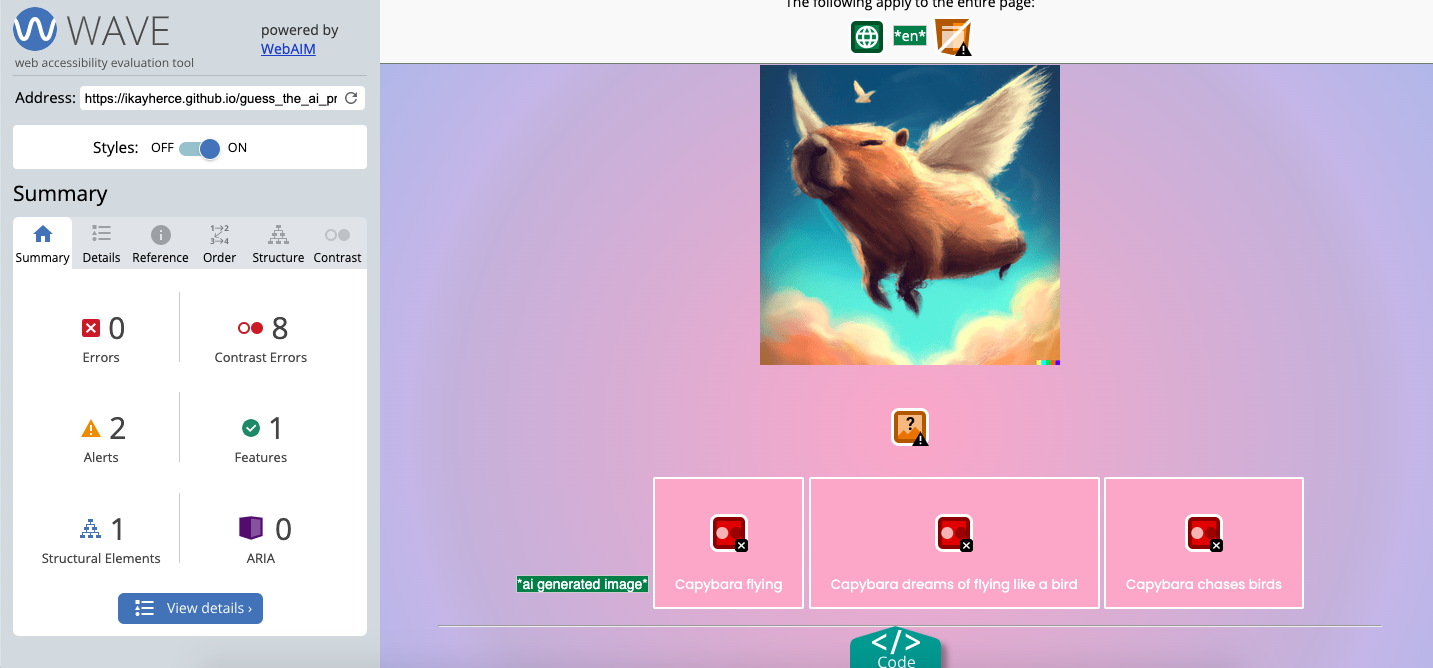 WAVE
powered by
WebAIM
web accessibility evaluation tool
Address: https://ikayherce.github.io/guess_the_ai_pr
Styles: OFF ON
Summary
1→2
3→4
Summary Details Reference Order Structure Contrast
0 8
Errors Contrast Errors
2 1
Alerts Features
1 0
Structural Elements ARIA
View details ›
The following apply to the entire page:
*en*
?
*ai generated image* Capybara flying Capybara dreams of flying like a bird Capybara chases birds
</>
Code